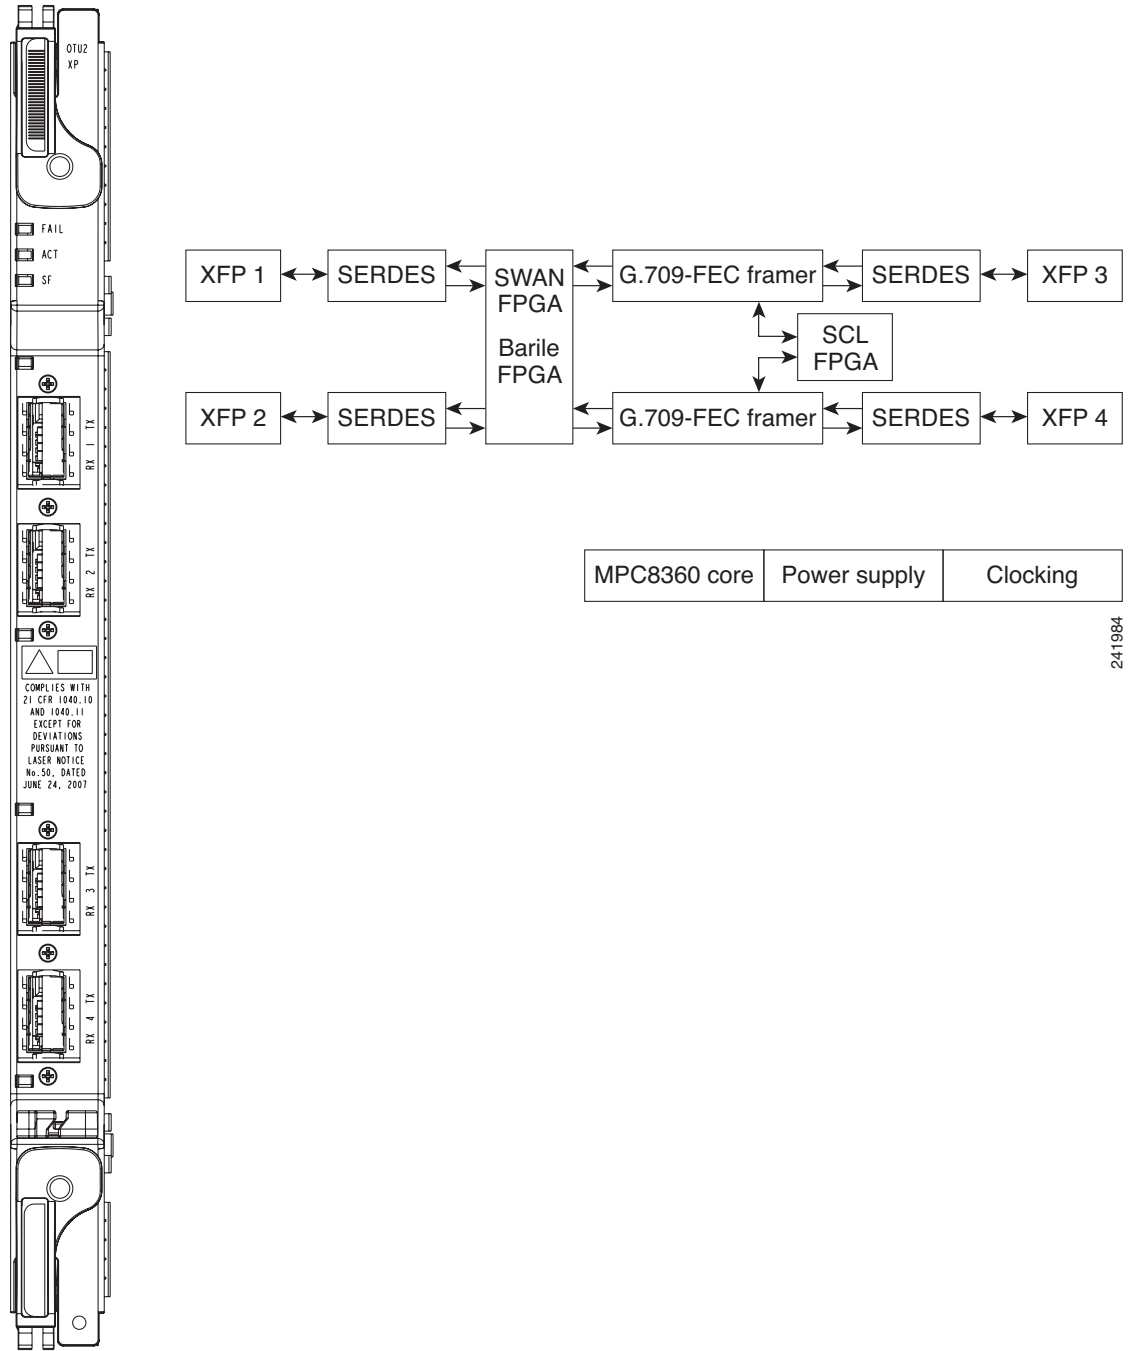 OTU2
XP
FAIL
ACT
SF
RX 1 TX
RX 2 TX
COMPLIES WITH
21 CFR 1040.10
AND 1040.11
EXCEPT FOR
DEVIATIONS
PURSUANT TO
LASER NOTICE
No.50, DATED
JUNE 24, 2007
RX 3 TX
RX 4 TX
XFP 1
SERDES
SWAN
FPGA
Barile
FPGA
G.709-FEC framer
SERDES
XFP 3
SCL
FPGA
XFP 2
SERDES
G.709-FEC framer
SERDES
XFP 4
MPC8360 core
Power supply
Clocking
241984